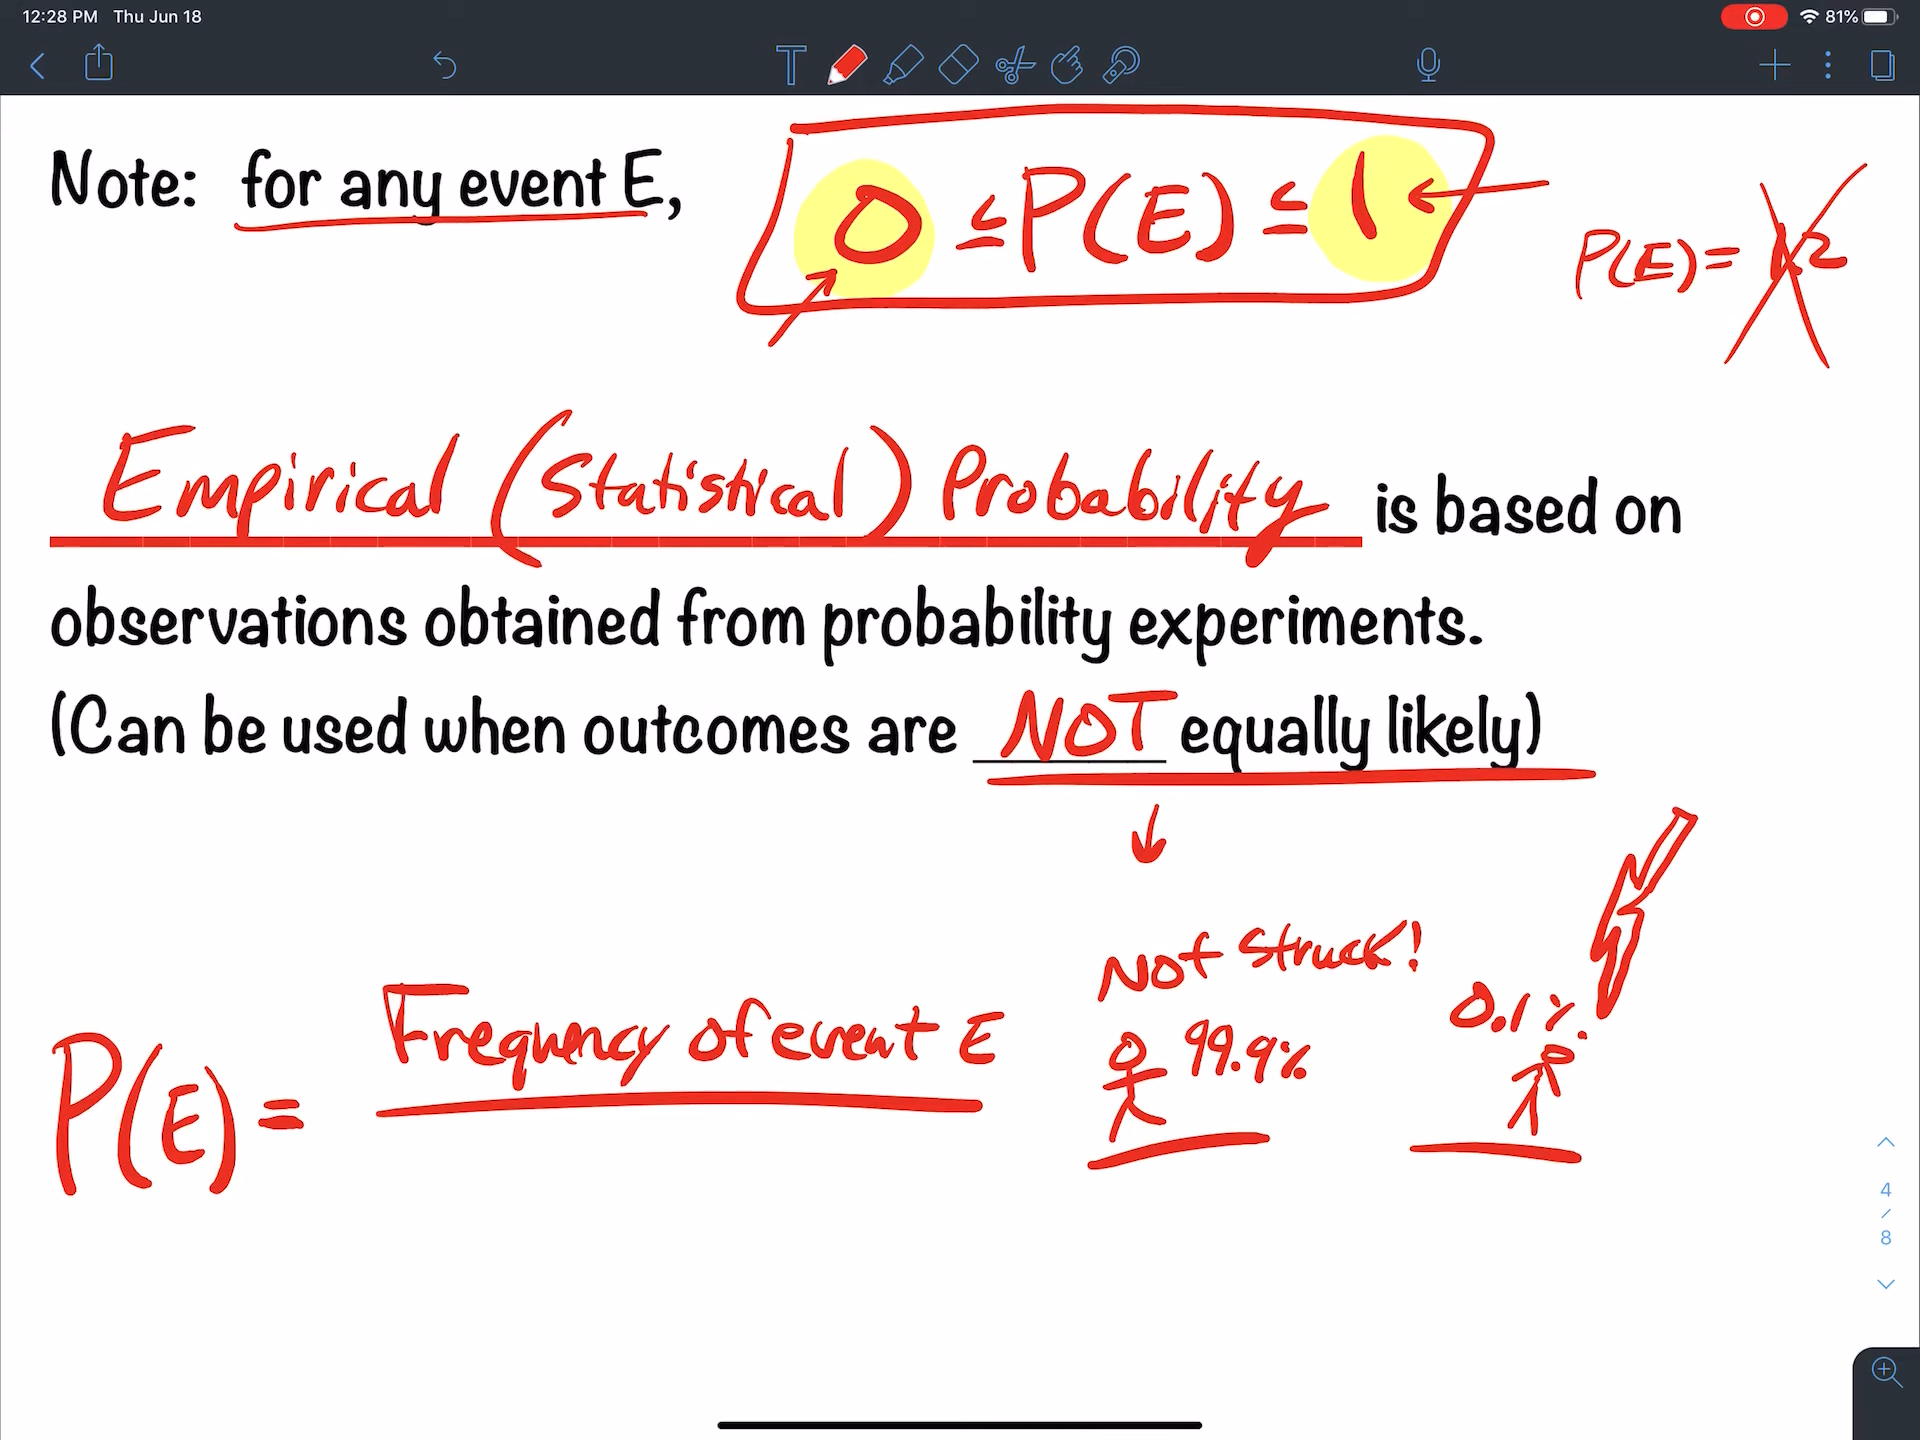 12:28 PM Thu Jun 18
81%
Note: for any event E, 0 ≤ P(E) ≤ 1
P(E) = 1.2
Empirical (Statistical) Probability is based on
observations obtained from probability experiments.
(Can be used when outcomes are NOT equally likely)
Not Struck!
99.9%
0.1%
P(E) = Frequency of event E
4
/
8